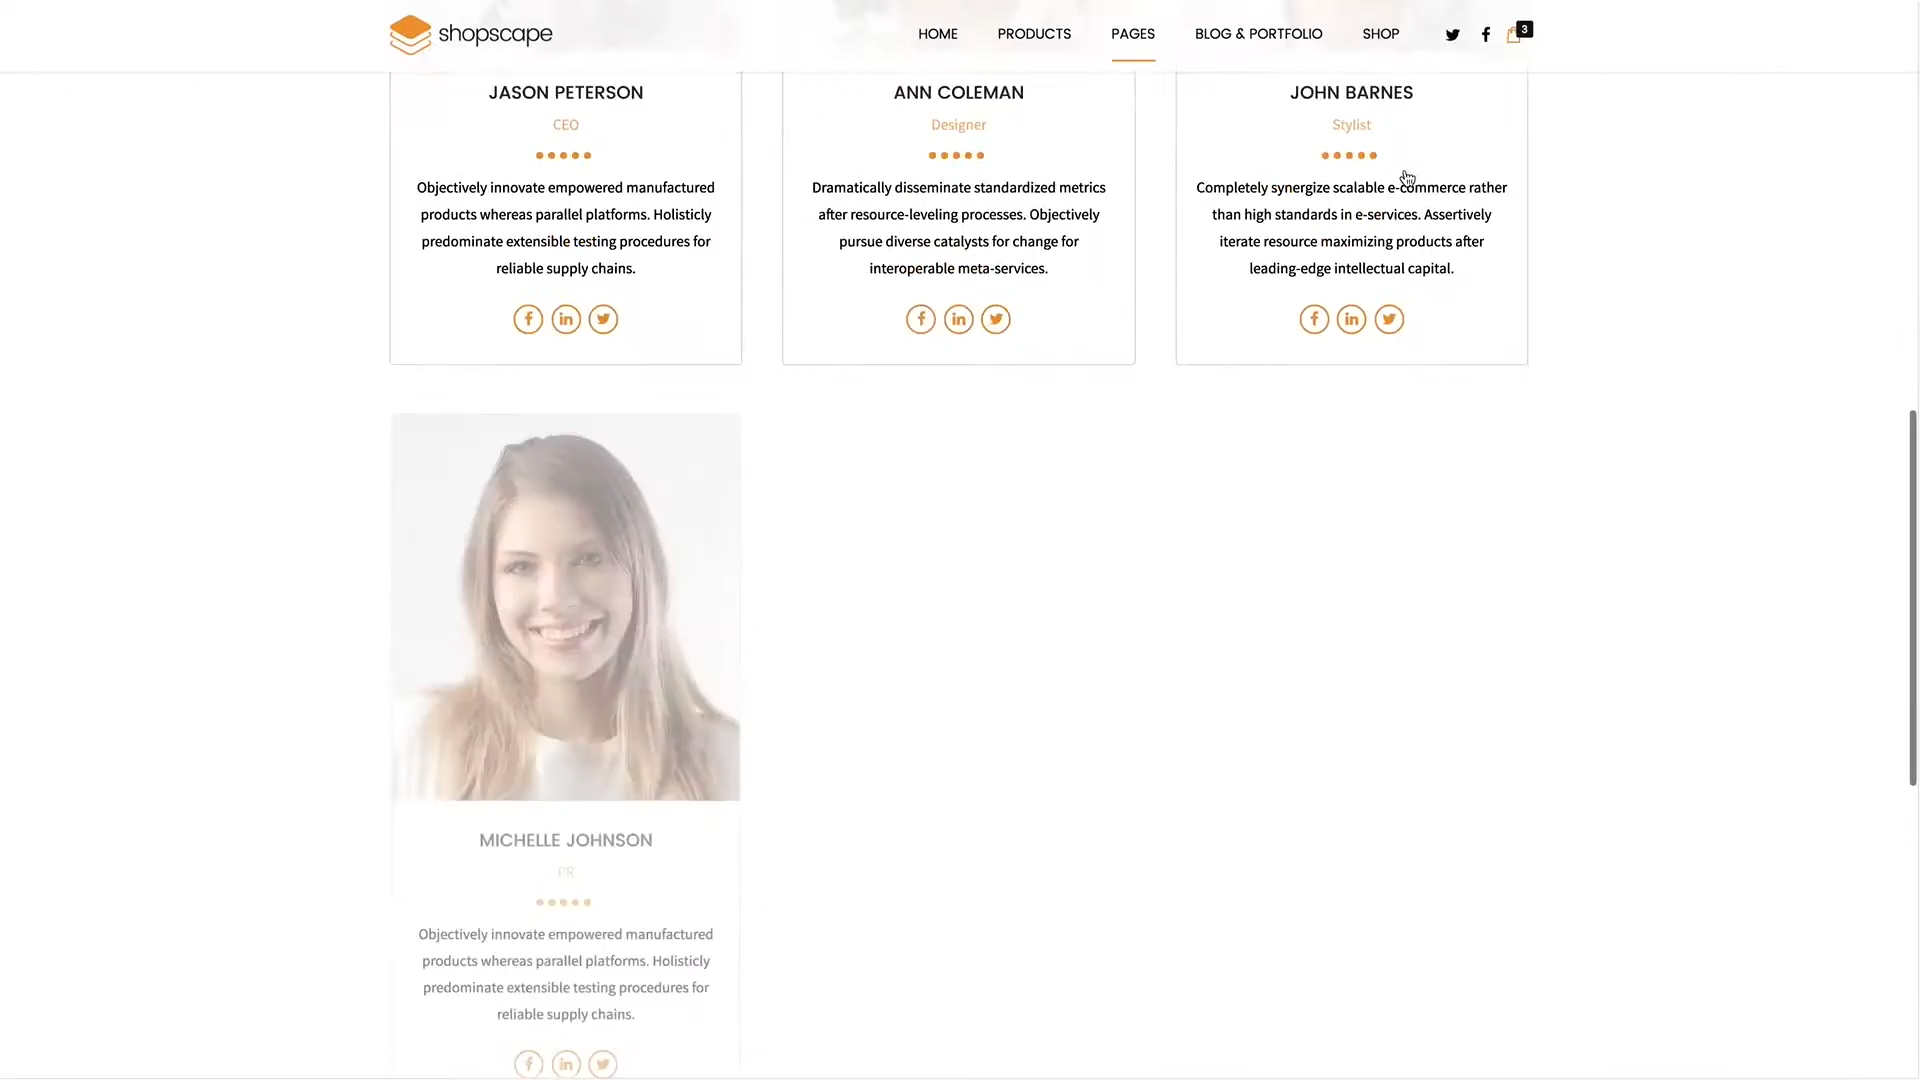 shopscape
HOME PRODUCTS PAGES BLOG & PORTFOLIO SHOP 3
JASON PETERSON
CEO
Objectively innovate empowered manufactured
products whereas parallel platforms. Holisticly
predominate extensible testing procedures for
reliable supply chains.
ANN COLEMAN
Designer
Dramatically disseminate standardized metrics
after resource-leveling processes. Objectively
pursue diverse catalysts for change for
interoperable meta-services.
JOHN BARNES
Stylist
Completely synergize scalable e-commerce rather
than high standards in e-services. Assertively
iterate resource maximizing products after
leading-edge intellectual capital.
MICHELLE JOHNSON
PR
Objectively innovate empowered manufactured
products whereas parallel platforms. Holisticly
predominate extensible testing procedures for
reliable supply chains.